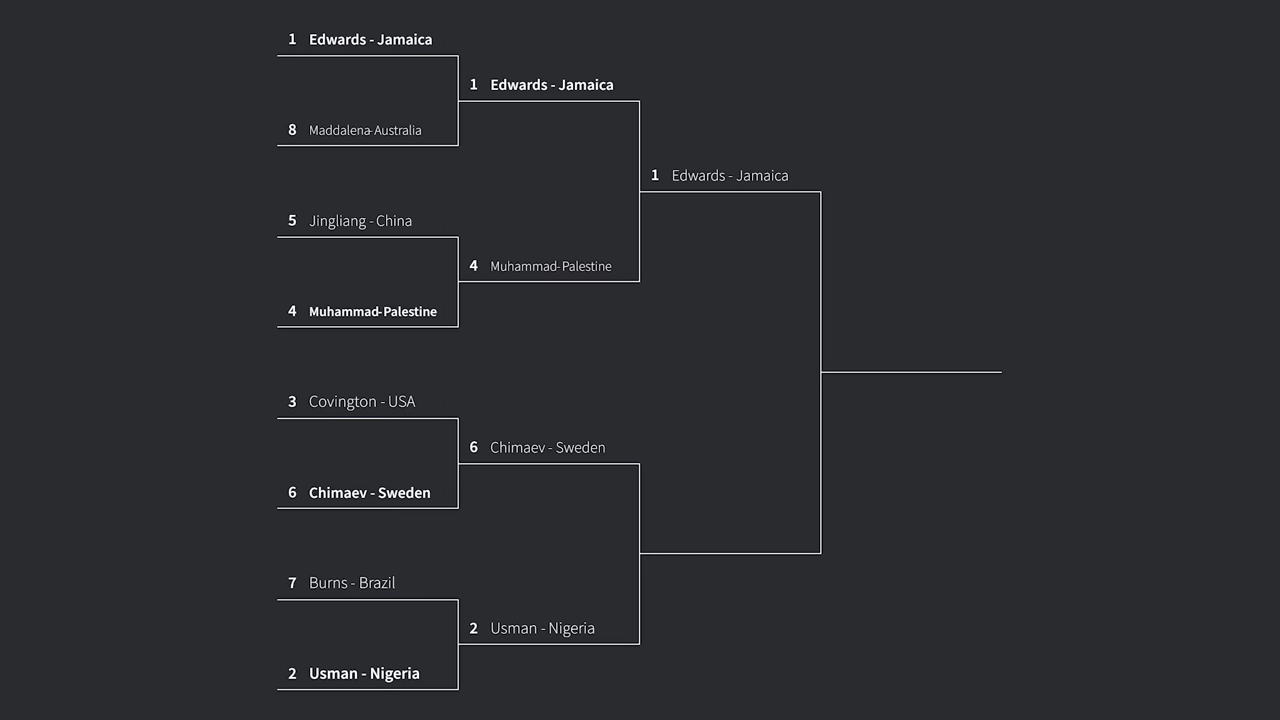 1 Edwards - Jamaica
8 Maddalena-Australia
5 Jingliang - China
4 Muhammad-Palestine
3 Covington - USA
6 Chimaev - Sweden
7 Burns - Brazil
2 Usman - Nigeria
1 Edwards - Jamaica
4 Muhammad-Palestine
6 Chimaev - Sweden
2 Usman - Nigeria
1 Edwards - Jamaica